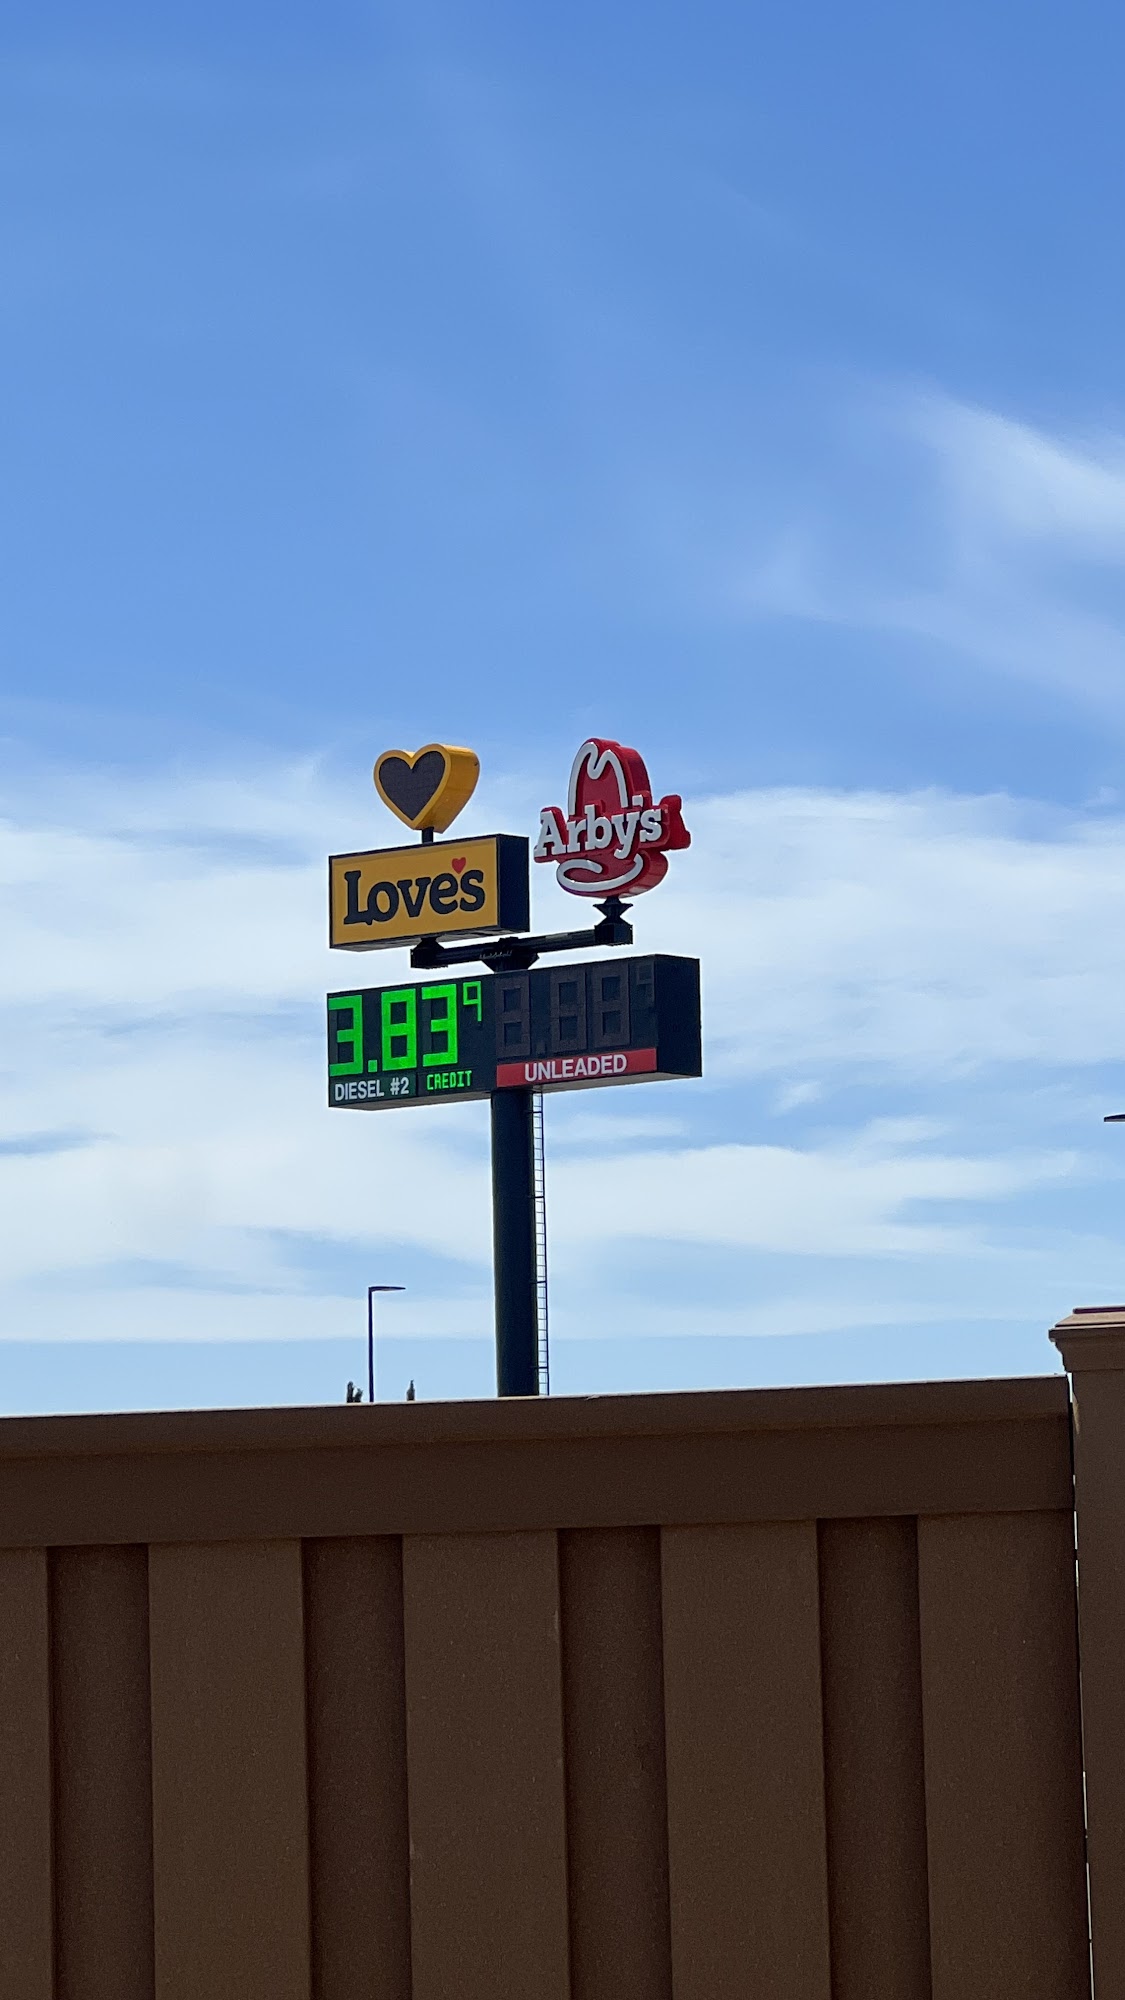 Love's
Arby's
3.83 9
DIESEL #2 CREDIT
UNLEADED